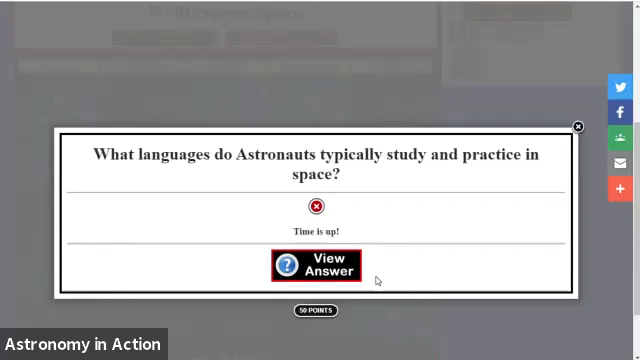 What languages do Astronauts typically study and practice in
space?
Time is up!
View
Answer
50 POINTS
Astronomy in Action